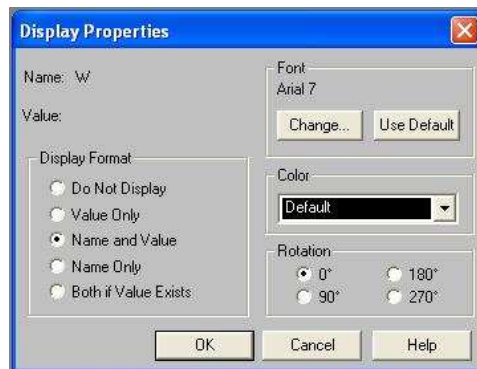 Display Properties
Name: W
Value:
Display Format
Do Not Display
Value Only
Name and Value
Name Only
Both if Value Exists
Font
Arial 7
Change... Use Default
Color
Default
Rotation
0° 180°
90° 270°
OK Cancel Help